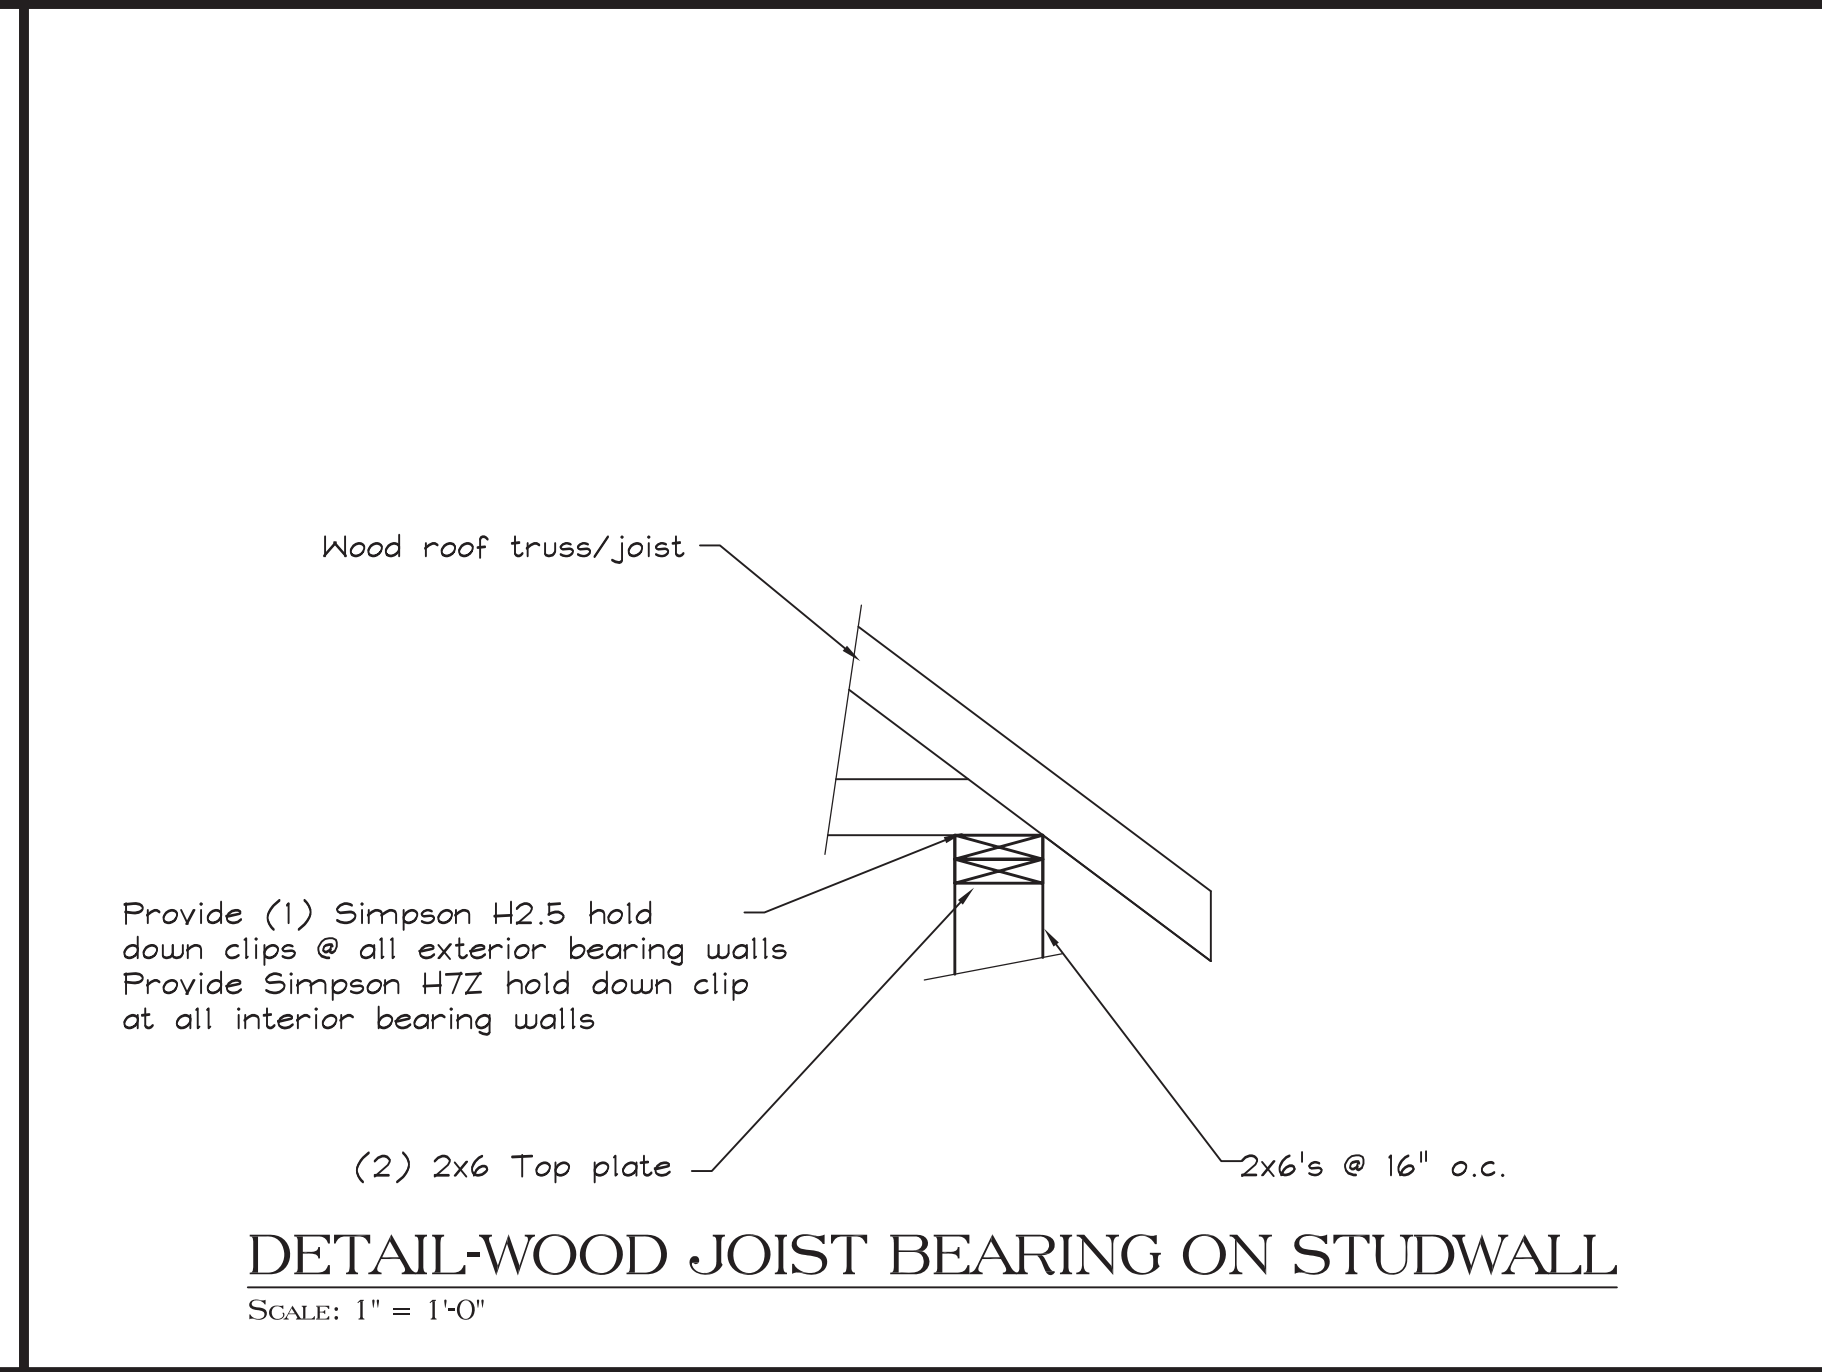 Wood roof truss/joist
Provide (1) Simpson H2.5 hold
down clips @ all exterior bearing walls
Provide Simpson H7Z hold down clip
at all interior bearing walls
(2) 2x6 Top plate
2x6's @ 16" o.c.
DETAIL-WOOD JOIST BEARING ON STUDWALL
SCALE: 1" = 1'-0"